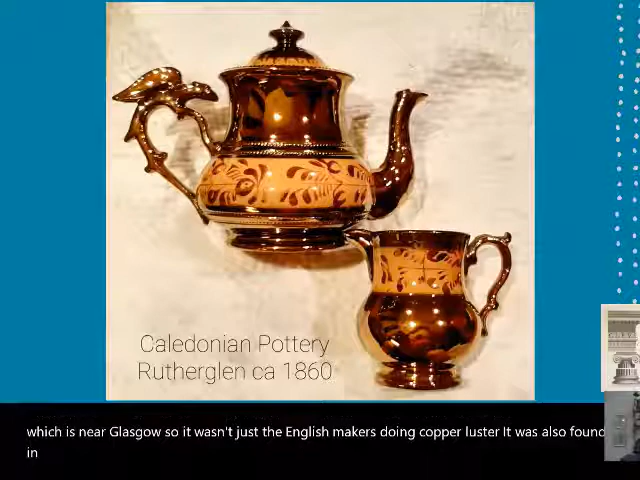 Caledonian Pottery
Rutherglen ca 1860
which is near Glasgow so it wasn't just the English makers doing copper luster It was also found
in